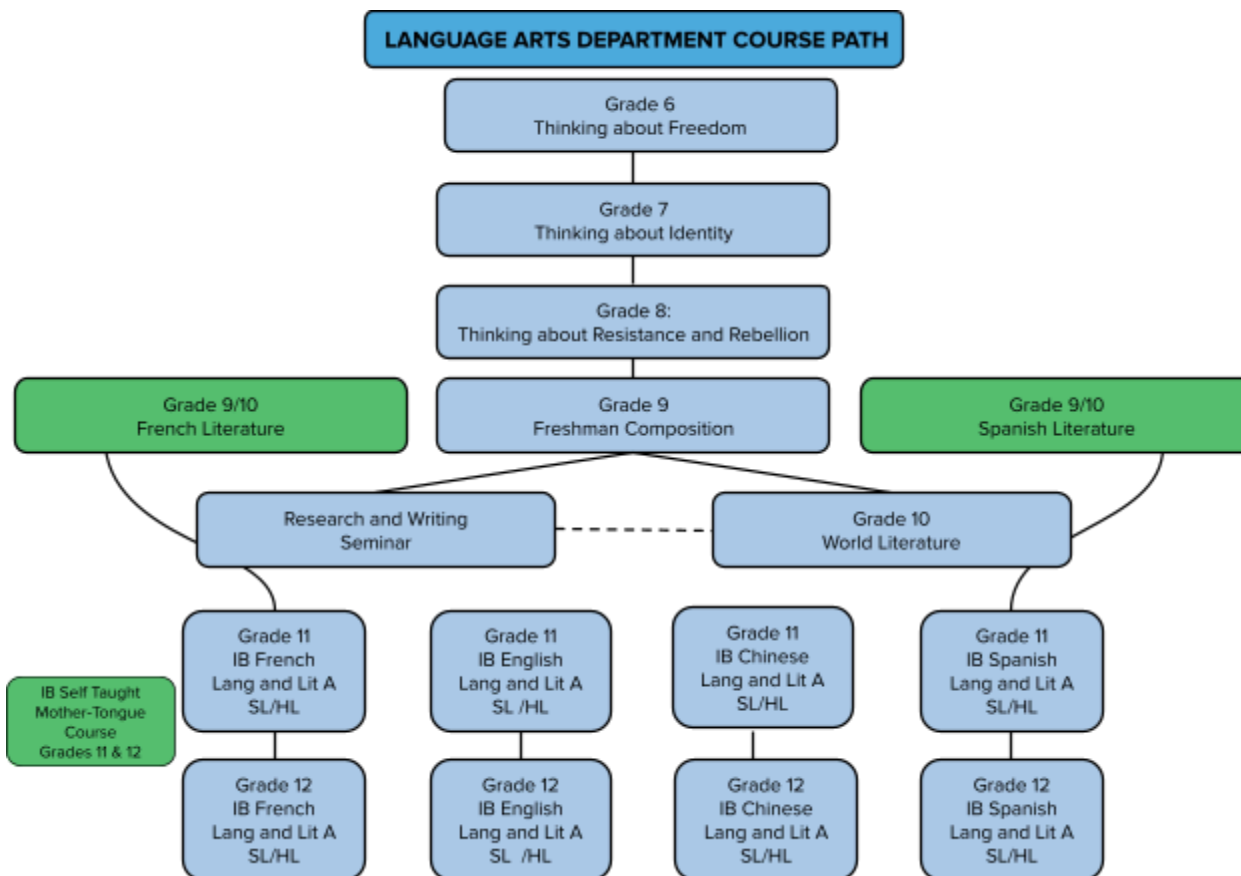 LANGUAGE ARTS DEPARTMENT COURSE PATH
Grade 6
Thinking about Freedom
Grade 7
Thinking about Identity
Grade 8:
Thinking about Resistance and Rebellion
Grade 9/10
French Literature
Grade 9
Freshman Composition
Grade 9/10
Spanish Literature
Research and Writing
Seminar
Grade 10
World Literature
Grade 11
IB French
Lang and Lit A
SL/HL
Grade 11
IB English
Lang and Lit A
SL /HL
Grade 11
IB Chinese
Lang and Lit A
SL/HL
Grade 11
IB Spanish
Lang and Lit A
SL/HL
IB Self Taught
Mother-Tongue
Course
Grades 11 & 12
Grade 12
IB French
Lang and Lit A
SL/HL
Grade 12
IB English
Lang and Lit A
SL /HL
Grade 12
IB Chinese
Lang and Lit A
SL/HL
Grade 12
IB Spanish
Lang and Lit A
SL/HL